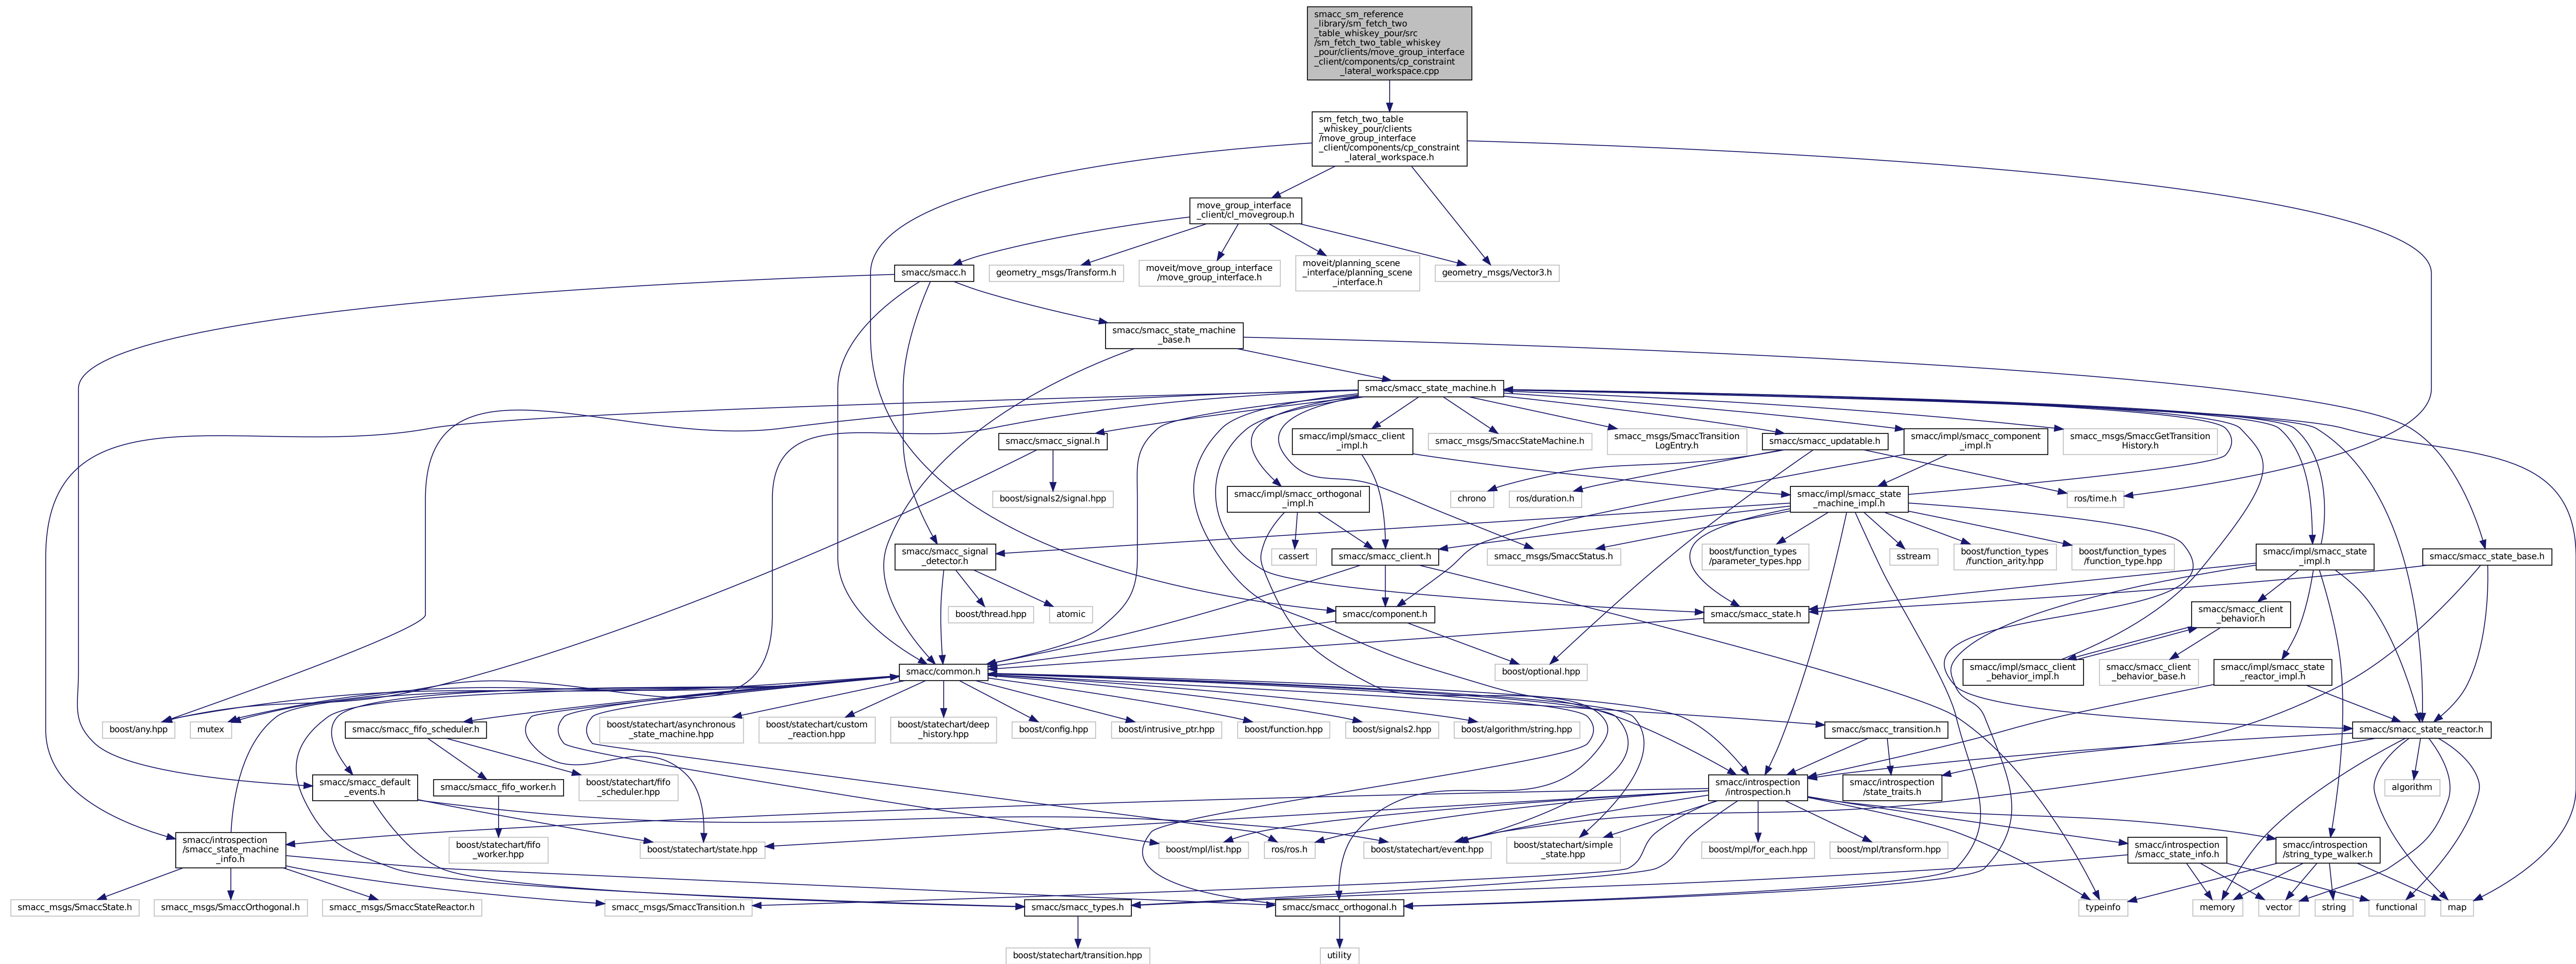 smacc_sm_reference
_library/sm_fetch_two
_table_whiskey_pour/src
/sm_fetch_two_table_whiskey
_pour/clients/move_group_interface
_client/components/cp_constraint
_lateral_workspace.cpp
sm_fetch_two_table
_whiskey_pour/clients
/move_group_interface
_client/components/cp_constraint
_lateral_workspace.h
move_group_interface
_client/cl_movegroup.h
smacc/smacc.h
geometry_msgs/Transform.h
moveit/move_group_interface
/move_group_interface.h
moveit/planning_scene
_interface/planning_scene
_interface.h
geometry_msgs/Vector3.h
smacc/smacc_state_machine
_base.h
smacc/smacc_state_machine.h
smacc/smacc_signal.h
smacc/impl/smacc_client
_impl.h
smacc_msgs/SmaccStateMachine.h
smacc_msgs/SmaccTransition
LogEntry.h
smacc/smacc_updatable.h
smacc/impl/smacc_component
_impl.h
smacc_msgs/SmaccGetTransition
History.h
boost/signals2/signal.hpp
smacc/impl/smacc_orthogonal
_impl.h
chrono
ros/duration.h
smacc/impl/smacc_state
_machine_impl.h
ros/time.h
smacc/smacc_signal
_detector.h
cassert
smacc/smacc_client.h
smacc_msgs/SmaccStatus.h
boost/function_types
/parameter_types.hpp
sstream
boost/function_types
/function_arity.hpp
boost/function_types
/function_type.hpp
smacc/impl/smacc_state
_impl.h
smacc/smacc_state_base.h
boost/thread.hpp
atomic
smacc/component.h
smacc/smacc_state.h
smacc/smacc_client
_behavior.h
smacc/common.h
boost/optional.hpp
smacc/impl/smacc_client
_behavior_impl.h
smacc/smacc_client
_behavior_base.h
smacc/impl/smacc_state
_reactor_impl.h
boost/any.hpp
mutex
smacc/smacc_fifo_scheduler.h
boost/statechart/asynchronous
_state_machine.hpp
boost/statechart/custom
_reaction.hpp
boost/statechart/deep
_history.hpp
boost/config.hpp
boost/intrusive_ptr.hpp
boost/function.hpp
boost/signals2.hpp
boost/algorithm/string.hpp
smacc/smacc_transition.h
smacc/smacc_state_reactor.h
smacc/smacc_default
_events.h
smacc/smacc_fifo_worker.h
boost/statechart/fifo
_scheduler.hpp
smacc/introspection
/introspection.h
smacc/introspection
/state_traits.h
algorithm
smacc/introspection
/smacc_state_machine
_info.h
boost/statechart/fifo
_worker.hpp
boost/statechart/state.hpp
boost/mpl/list.hpp
ros/ros.h
boost/statechart/event.hpp
boost/statechart/simple
_state.hpp
boost/mpl/for_each.hpp
boost/mpl/transform.hpp
smacc/introspection
/smacc_state_info.h
smacc/introspection
/string_type_walker.h
smacc_msgs/SmaccState.h
smacc_msgs/SmaccOrthogonal.h
smacc_msgs/SmaccStateReactor.h
smacc_msgs/SmaccTransition.h
smacc/smacc_types.h
smacc/smacc_orthogonal.h
typeinfo
memory
vector
string
functional
map
boost/statechart/transition.hpp
utility